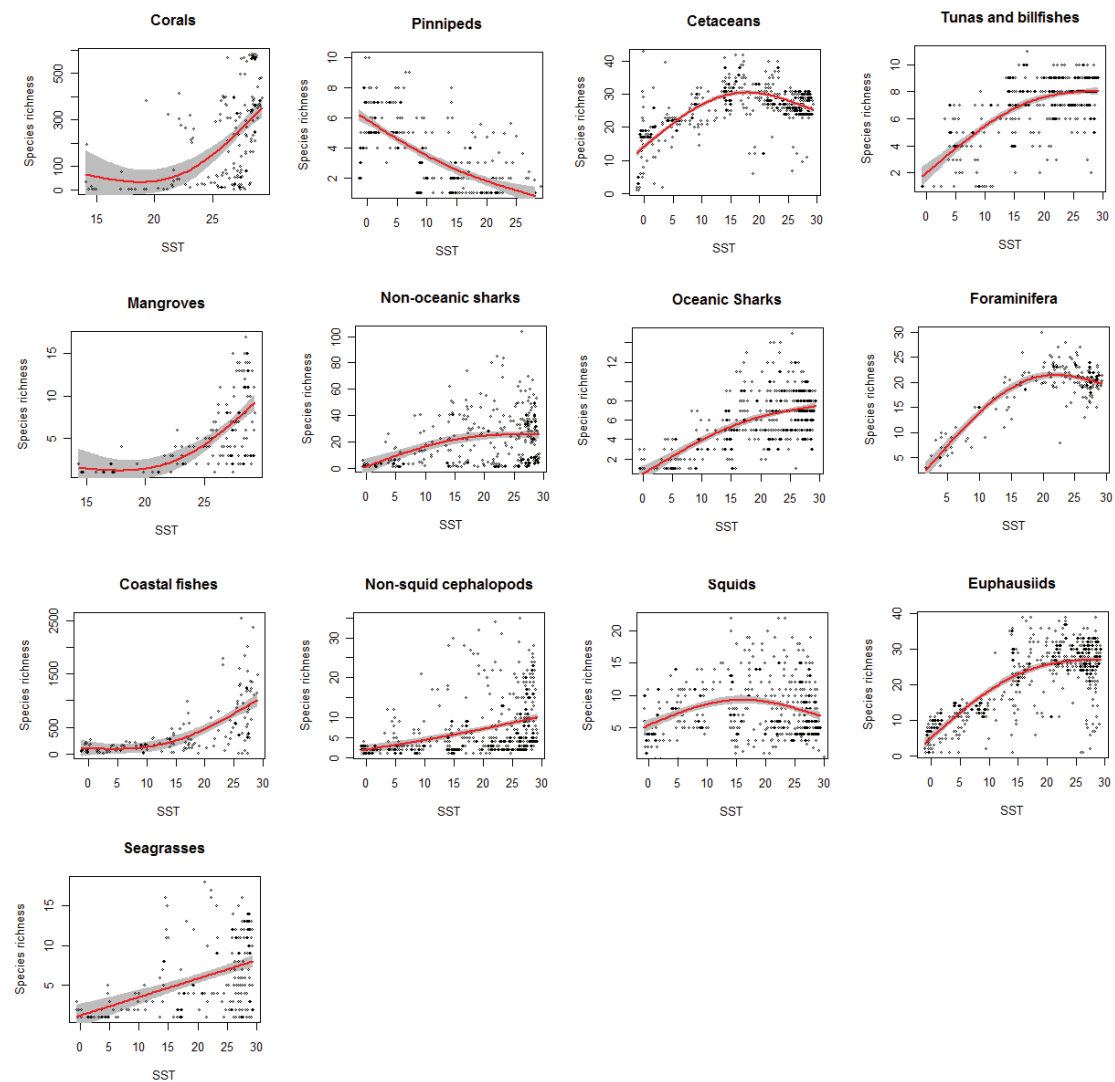 Corals
Species richness
500
300
100
0
15 20 25
SST
Pinnipeds
Species richness
10
8
6
4
2
0 5 10 15 20 25
SST
Cetaceans
Species richness
40
30
20
10
0
0 5 10 15 20 25 30
SST
Tunas and billfishes
Species richness
10
8
6
4
2
0 5 10 15 20 25 30
SST
Mangroves
Species richness
15
10
5
15 20 25
SST
Non-oceanic sharks
Species richness
100
80
60
40
20
0
0 5 10 15 20 25 30
SST
Oceanic Sharks
Species richness
12
8
6
4
2
0 5 10 15 20 25 30
SST
Foraminifera
Species richness
30
25
20
15
10
5
0 5 10 15 20 25 30
SST
Coastal fishes
Species richness
2500
1500
500
0
0 5 10 15 20 25 30
SST
Non-squid cephalopods
Species richness
30
20
10
5
0
0 5 10 15 20 25 30
SST
Squids
Species richness
20
15
10
5
0 5 10 15 20 25 30
SST
Euphausiids
Species richness
40
30
20
10
0
0 5 10 15 20 25 30
SST
Seagrasses
Species richness
15
10
5
0 5 10 15 20 25 30
SST